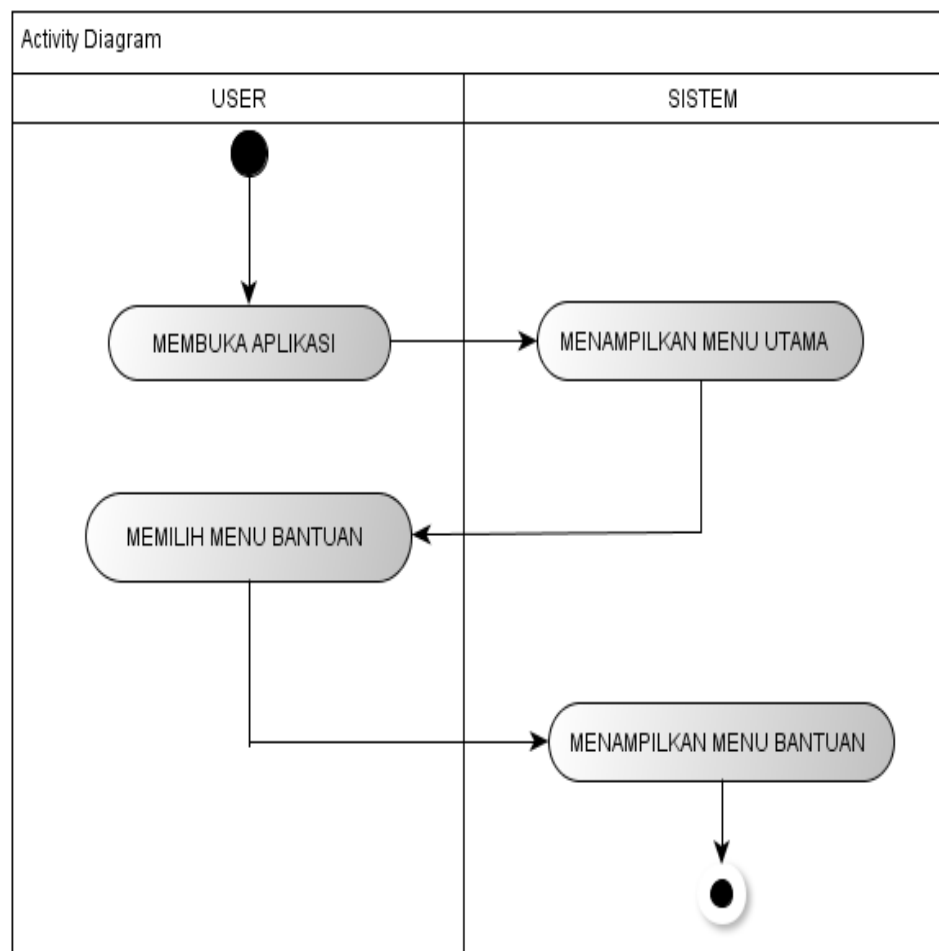 Activity Diagram
USER
SISTEM
MEMBUKA APLIKASI
MENAMPILKAN MENU UTAMA
MEMILIH MENU BANTUAN
MENAMPILKAN MENU BANTUAN